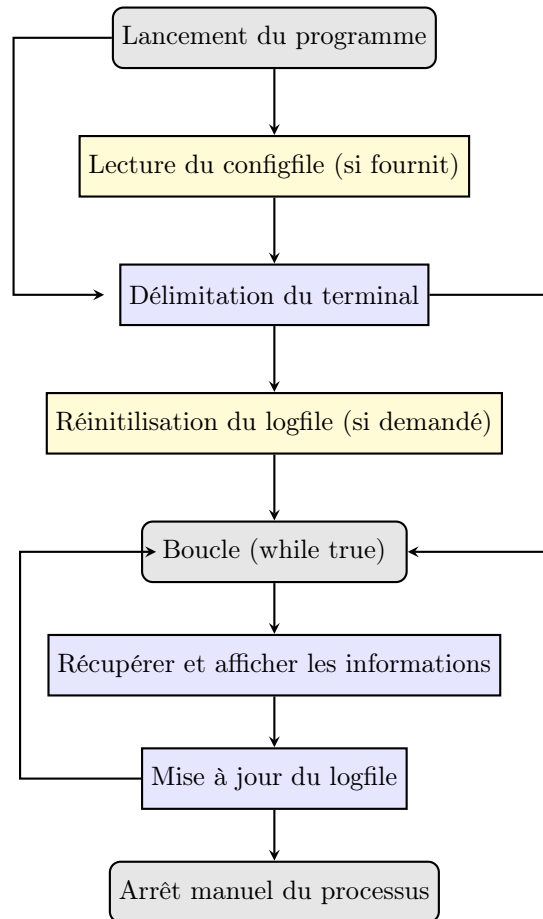 Lancement du programme
Lecture du configfile (si fournit)
Délimitation du terminal
Réinitilisation du logfile (si demandé)
Boucle (while true)
Récupérer et afficher les informations
Mise à jour du logfile
Arrêt manuel du processus